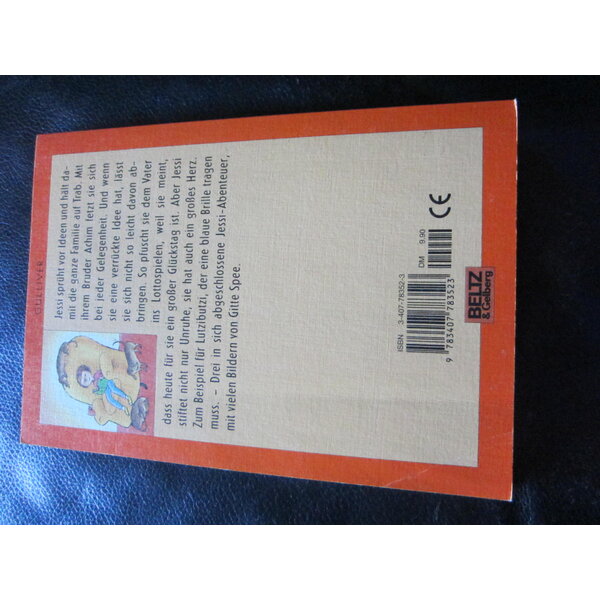 GULLIVER
Jessi sprüht vor Ideen und hält da-
mit die ganze Familie auf Trab. Mit
ihrem Bruder Achim fetzt sie sich
bei jeder Gelegenheit. Und wenn
sie eine verrückte Idee hat, lässt
sie sich nicht so leicht davon ab-
bringen. So pfuscht sie dem Vater
ins Lottospielen, weil sie meint,
dass heute für sie ein großer Glückstag ist. Aber Jessi
stiftet nicht nur Unruhe, sie hat auch ein großes Herz.
Zum Beispiel für Lutzibutzi, der eine blaue Brille tragen
muss. – Drei in sich abgeschlossene Jessi-Abenteuer,
mit vielen Bildern von Gitte Spee.
ISBN 3-407-78352-3
DM 9.90
9 783407 783523
CE
BELTZ
& Gelberg